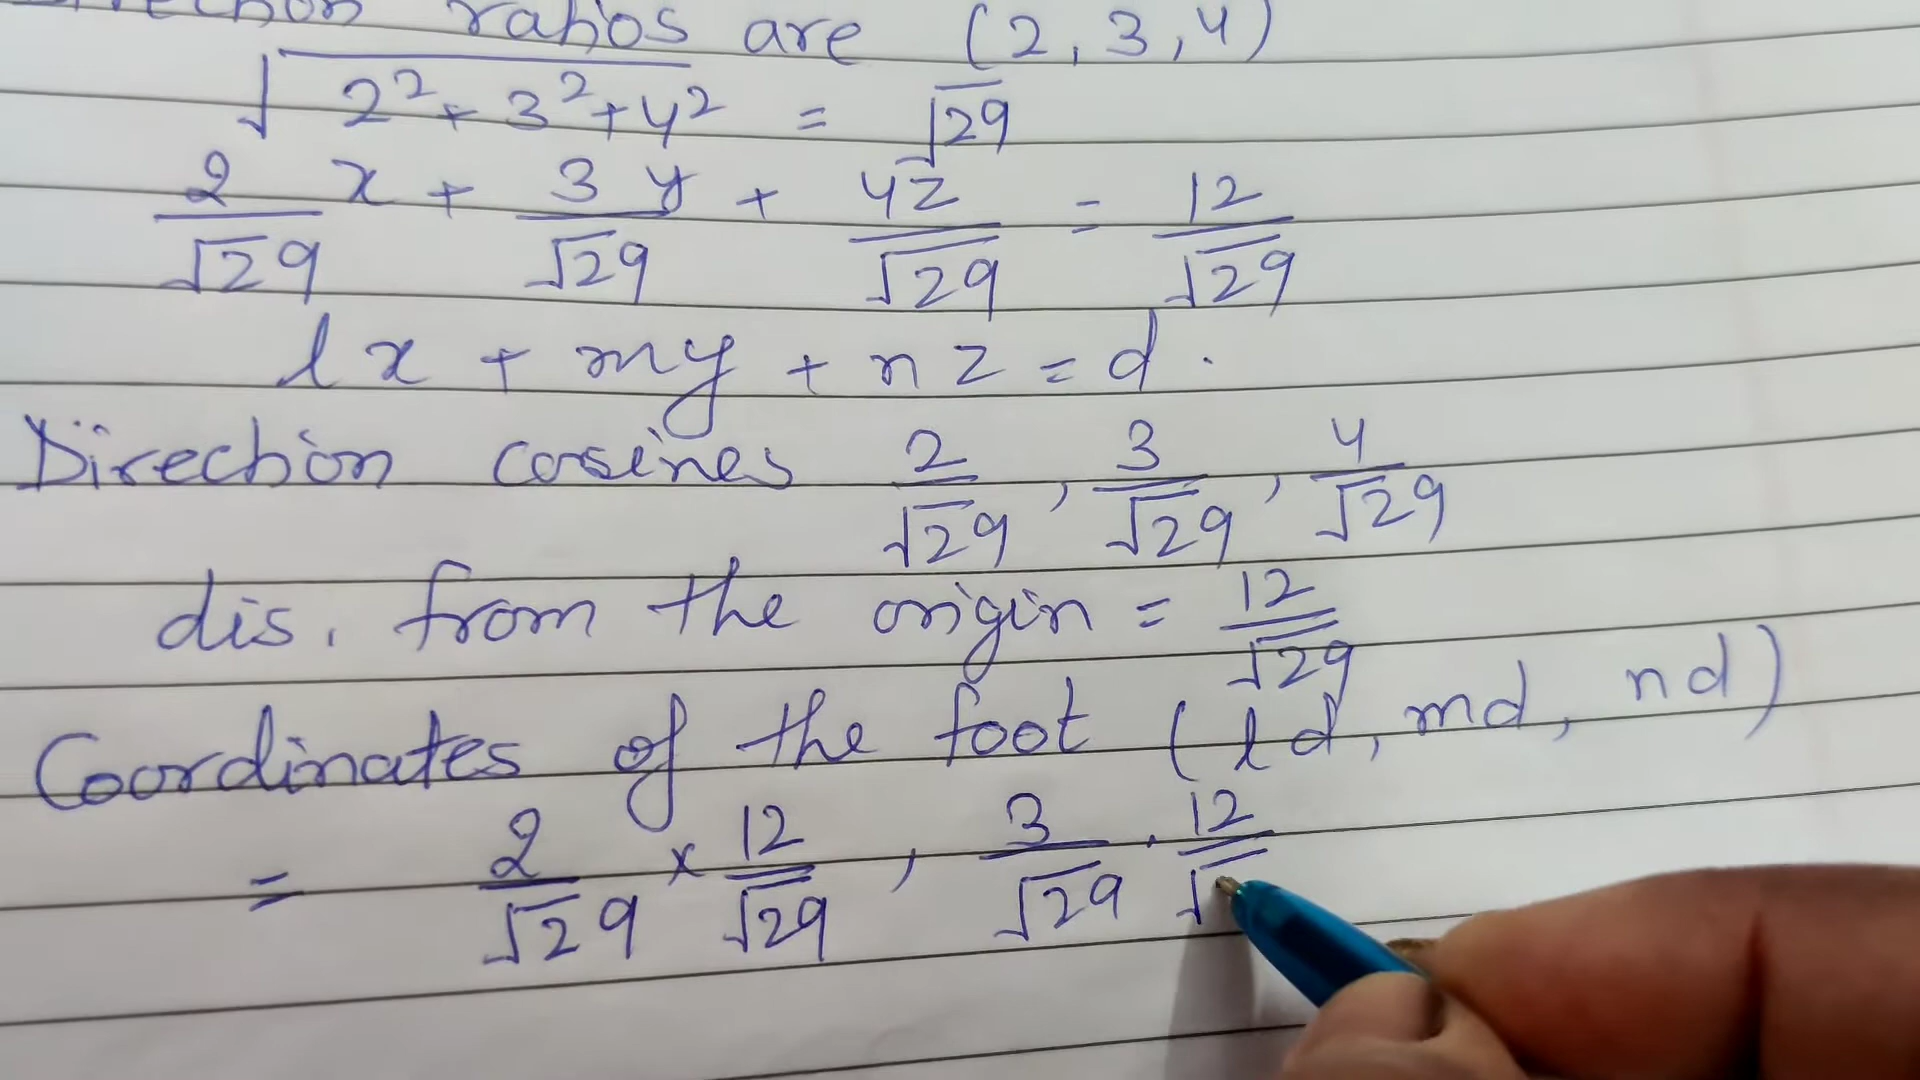 ratios are (2, 3, 4)
√2² + 3² + 4² = √29
2/√29 x + 3y/√29 + 4z/√29 = 12/√29
lx + my + nz = d.
Direction cosines 2/√29, 3/√29, 4/√29
dis. from the origin = 12/√29
Coordinates of the foot (ld, md, nd)
= 2/√29 × 12/√29, 3/√29 . 12/√